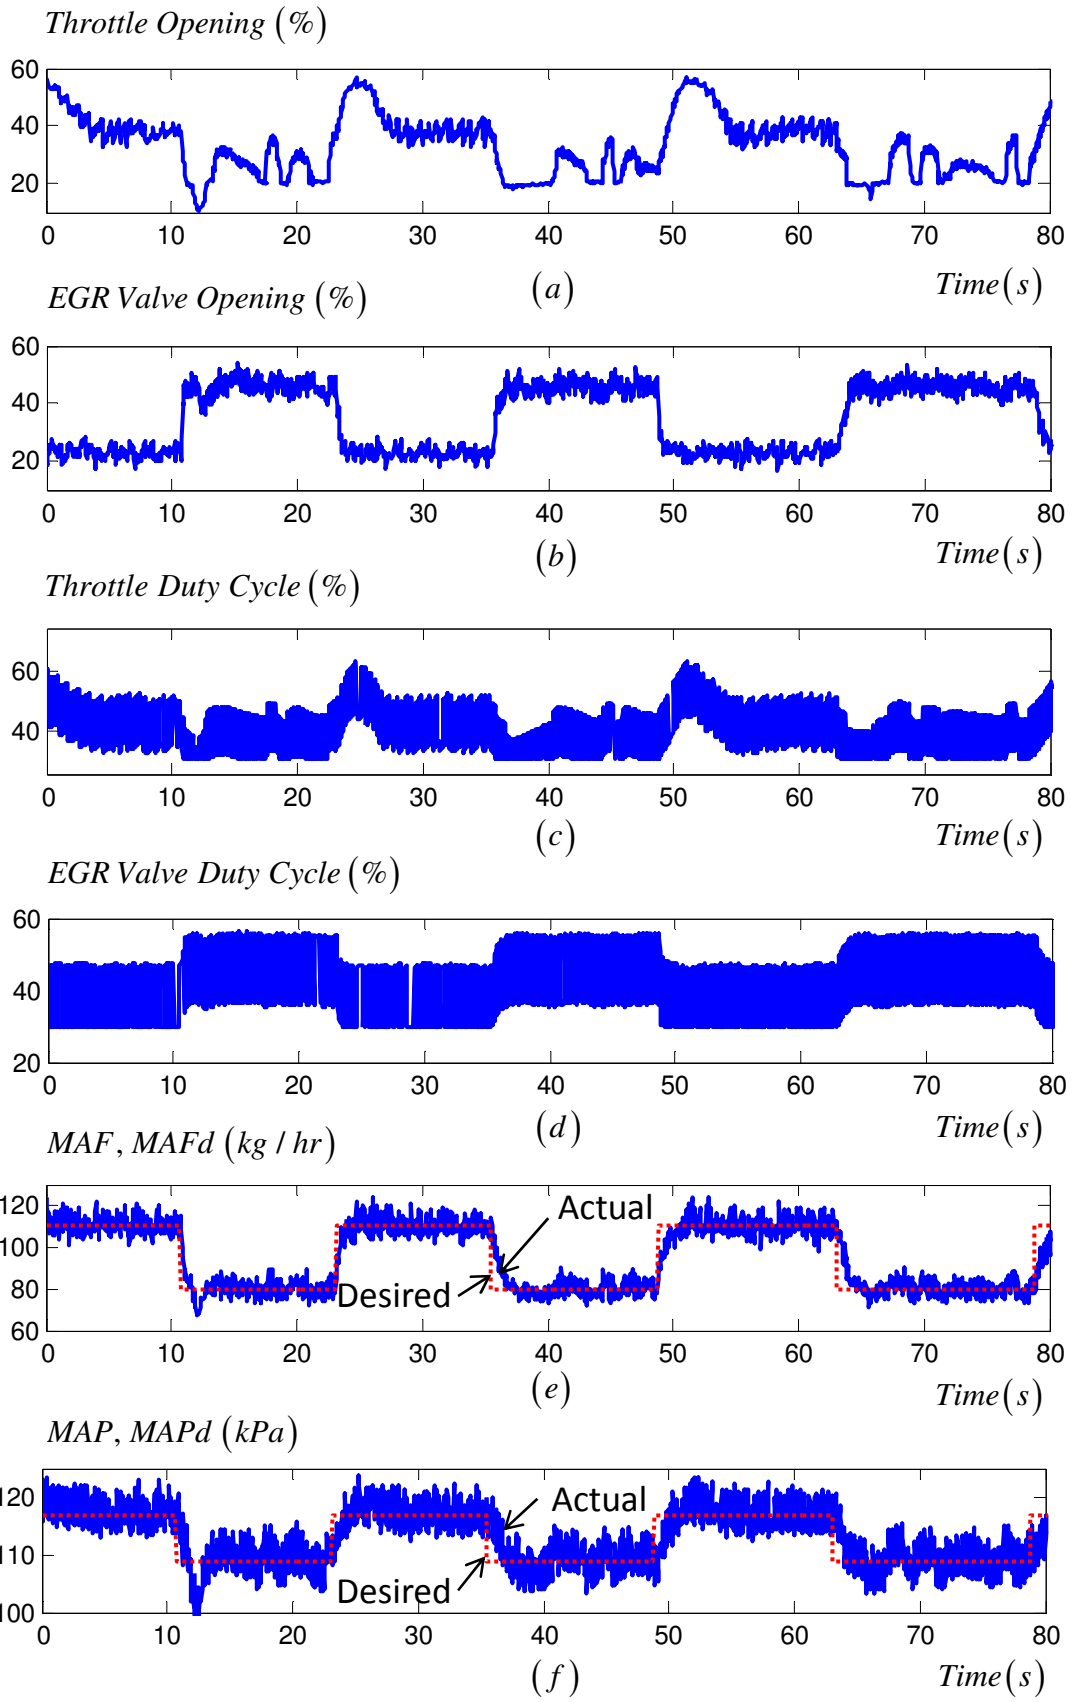 Throttle Opening (%)
60
40
20
0 10 20 30 40 50 60 70 80
(a) Time(s)
EGR Valve Opening (%)
60
40
20
0 10 20 30 40 50 60 70 80
(b) Time(s)
Throttle Duty Cycle (%)
60
40
0 10 20 30 40 50 60 70 80
(c) Time(s)
EGR Valve Duty Cycle (%)
60
40
20
0 10 20 30 40 50 60 70 80
(d) Time(s)
MAF, MAFd (kg / hr)
120
Actual
100
80
Desired
60
0 10 20 30 40 50 60 70 80
(e) Time(s)
MAP, MAPd (kPa)
120
Actual
110
Desired
100
0 10 20 30 40 50 60 70 80
(f) Time(s)